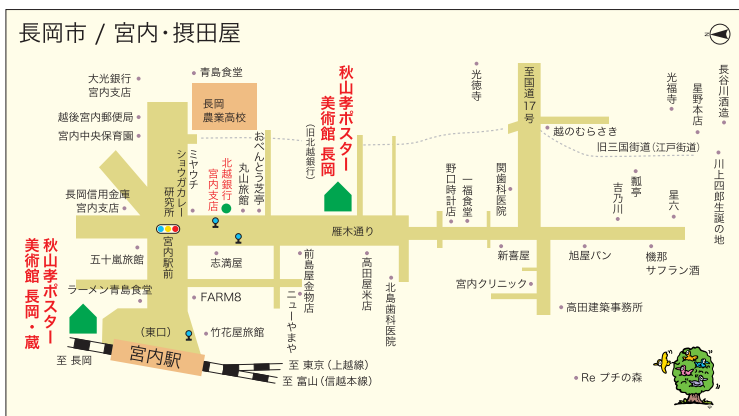 長岡市 / 宮内・摂田屋
大光銀行
宮内支店
青島食堂
越後宮内郵便局
宮内中央保育園
長岡
農業高校
ミヤウチ
ショウガカレー
研究所
北越銀行
宮内支店
丸山旅館
おべんとう芝亭
(旧北越銀行)
秋山孝ポスター
美術館 長岡
光徳寺
至国道17号
越のむらさき
光福寺
星野本店
長谷川酒造
旧三国街道(江戸街道)
川上四郎生誕の地
長岡信用金庫
宮内支店
宮内駅前
雁木通り
野口時計店
一福食堂
関歯科医院
吉乃川
瓢亭
星六
五十嵐旅館
志満屋
前島屋金物店
ニューやまや
高田屋米店
北島歯科医院
新喜屋
旭屋パン
機那
サフラン酒
宮内クリニック
高田建築事務所
秋山孝ポスター
美術館 長岡・蔵
ラーメン青島食堂
FARM8
(東口)
竹花屋旅館
至 長岡
宮内駅
至 東京(上越線)
至 富山(信越本線)
Re プチの森